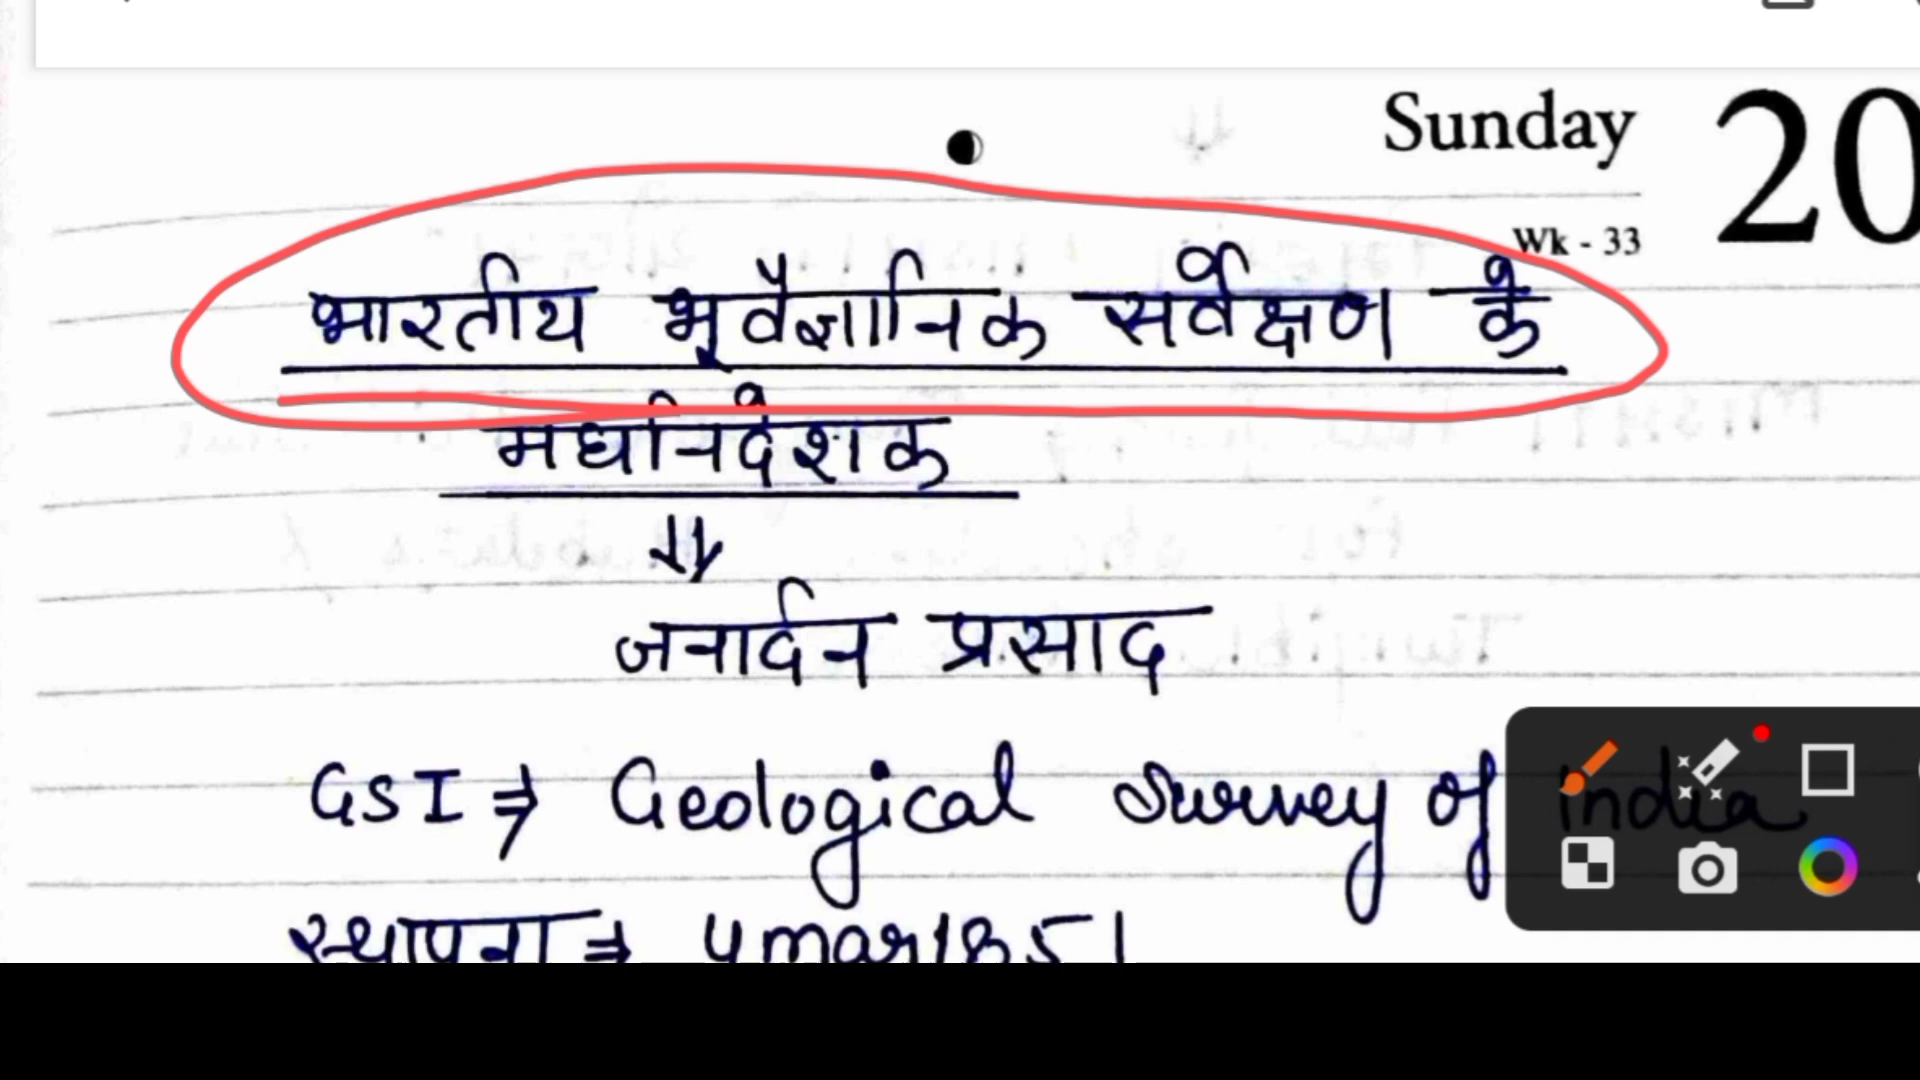 Sunday 20
Wk - 33
भारतीय भूवैज्ञानिक सर्वेक्षण के
मर्घानिदेशक
⇓
जनार्दन प्रसाद
GSI ⇒ Geological Survey of India
स्थापना ⇒ 4 mar 1851